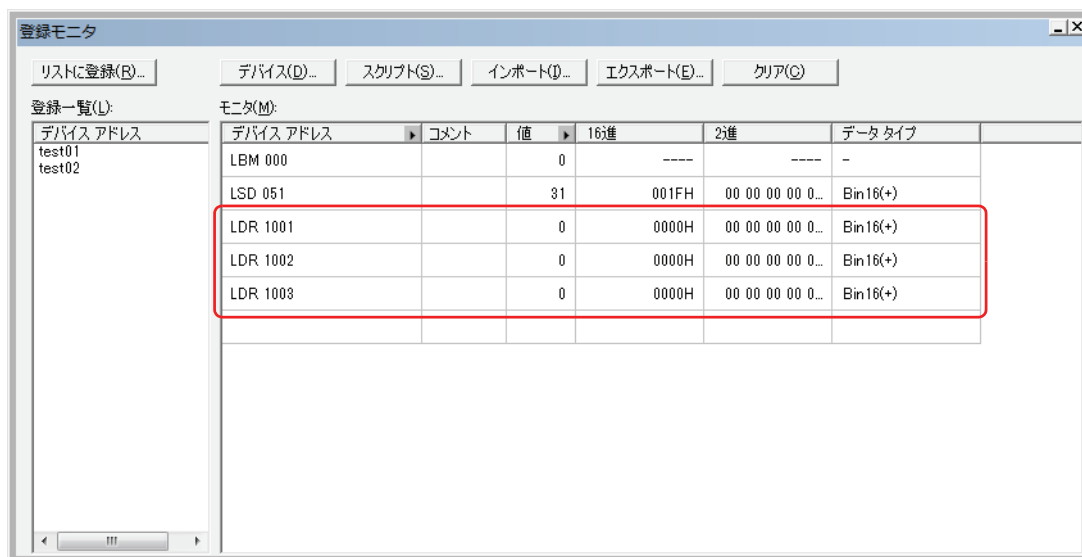 登録モニタ
リストに登録(R)... デバイス(D)... スクリプト(S)... インポート(I)... エクスポート(E)... クリア(C)
登録一覧(L): モニタ(M):
デバイス アドレス デバイス アドレス コメント 値 16進 2進 データ タイプ
test01
test02
LBM 000 0 ---- ---- -
LSD 051 31 001FH 00 00 00 00 0... Bin16(+)
LDR 1001 0 0000H 00 00 00 00 0... Bin16(+)
LDR 1002 0 0000H 00 00 00 00 0... Bin16(+)
LDR 1003 0 0000H 00 00 00 00 0... Bin16(+)